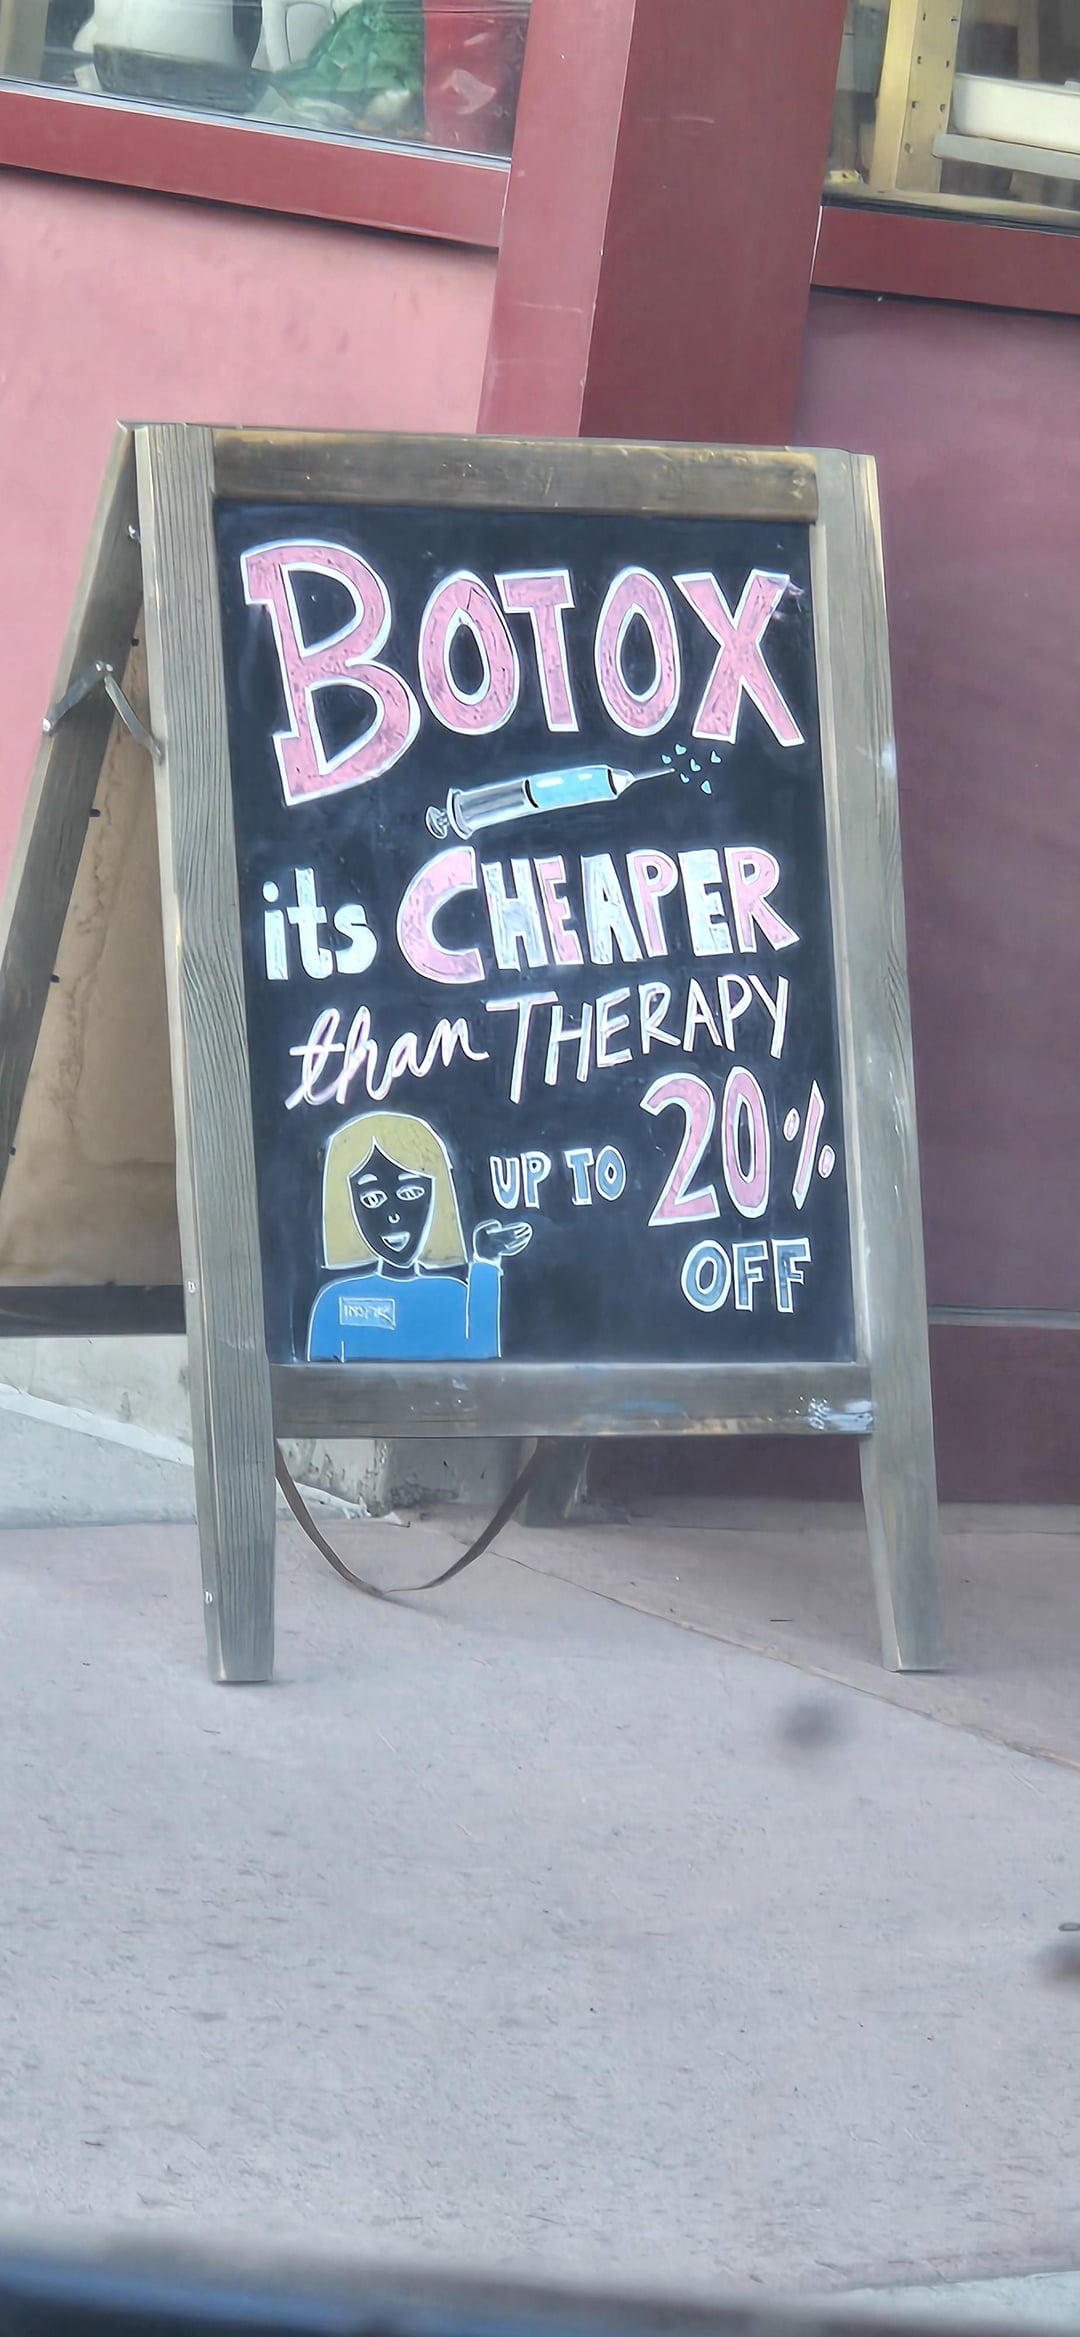 BOTOX
its CHEAPER
than THERAPY
UP TO 20%
OFF